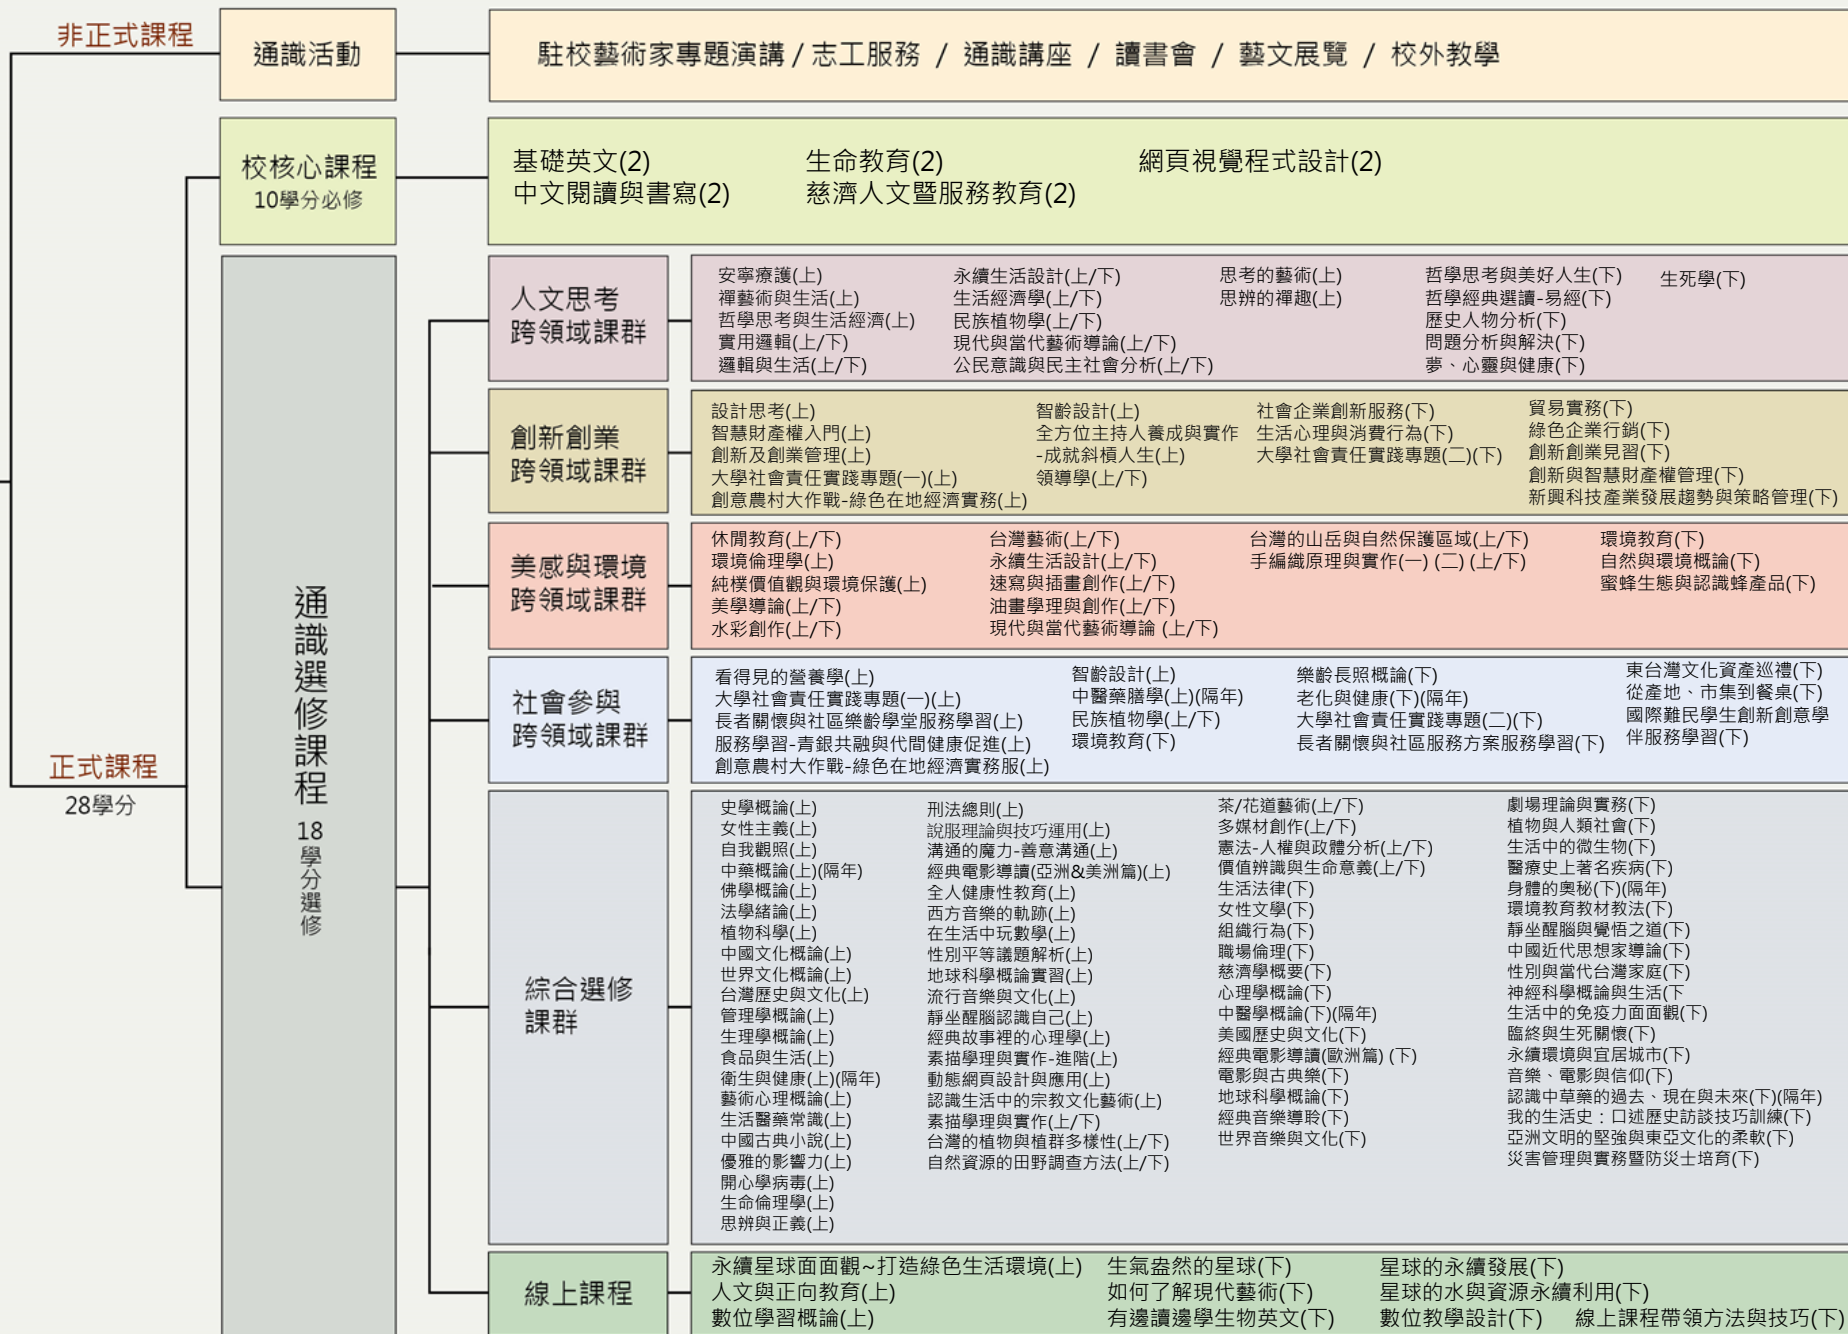 非正式課程
通識活動
駐校藝術家專題演講 / 志工服務 / 通識講座 / 讀書會 / 藝文展覽 / 校外教學
校核心課程
10學分必修
基礎英文(2)
中文閱讀與書寫(2)
生命教育(2)
慈濟人文暨服務教育(2)
網頁視覺程式設計(2)
正式課程
28學分
通識選修課程
18學分選修
人文思考
跨領域課群
安寧療護(上)
禪藝術與生活(上)
哲學思考與生活經濟(上)
實用邏輯(上/下)
邏輯與生活(上/下)
永續生活設計(上/下)
生活經濟學(上/下)
民族植物學(上/下)
現代與當代藝術導論(上/下)
公民意識與民主社會分析(上/下)
思考的藝術(上)
思辨的禪趣(上)
哲學思考與美好人生(下)
哲學經典選讀-易經(下)
歷史人物分析(下)
問題分析與解決(下)
夢、心靈與健康(下)
生死學(下)
創新創業
跨領域課群
設計思考(上)
智慧財產權入門(上)
創新及創業管理(上)
大學社會責任實踐專題(一)(上)
創意農村大作戰-綠色在地經濟實務(上)
智齡設計(上)
全方位主持人養成與實作
-成就斜槓人生(上)
領導學(上/下)
社會企業創新服務(下)
生活心理與消費行為(下)
大學社會責任實踐專題(二)(下)
貿易實務(下)
綠色企業行銷(下)
創新創業見習(下)
創新與智慧財產權管理(下)
新興科技產業發展趨勢與策略管理(下)
美感與環境
跨領域課群
休閒教育(上/下)
環境倫理學(上)
純樸價值觀與環境保護(上)
美學導論(上/下)
水彩創作(上/下)
台灣藝術(上/下)
永續生活設計(上/下)
速寫與插畫創作(上/下)
油畫學理與創作(上/下)
現代與當代藝術導論 (上/下)
台灣的山岳與自然保護區域(上/下)
手編織原理與實作(一) (二) (上/下)
環境教育(下)
自然與環境概論(下)
蜜蜂生態與認識蜂產品(下)
社會參與
跨領域課群
看得見的營養學(上)
大學社會責任實踐專題(一)(上)
長者關懷與社區樂齡學堂服務學習(上)
服務學習-青銀共融與代間健康促進(上)
創意農村大作戰-綠色在地經濟實務服(上)
智齡設計(上)
中醫藥膳學(上)(隔年)
民族植物學(上/下)
環境教育(下)
樂齡長照概論(下)
老化與健康(下)(隔年)
大學社會責任實踐專題(二)(下)
長者關懷與社區服務方案服務學習(下)
東台灣文化資產巡禮(下)
從產地、市集到餐桌(下)
國際難民學生創新創意學
伴服務學習(下)
綜合選修
課群
史學概論(上)
女性主義(上)
自我觀照(上)
中藥概論(上)(隔年)
佛學概論(上)
法學緒論(上)
植物科學(上)
中國文化概論(上)
世界文化概論(上)
台灣歷史與文化(上)
管理學概論(上)
生理學概論(上)
食品與生活(上)
衛生與健康(上)(隔年)
藝術心理概論(上)
生活醫藥常識(上)
中國古典小說(上)
優雅的影響力(上)
開心學病毒(上)
生命倫理學(上)
思辨與正義(上)
刑法總則(上)
說服理論與技巧運用(上)
溝通的魔力-善意溝通(上)
經典電影導讀(亞洲&美洲篇)(上)
全人健康性教育(上)
西方音樂的軌跡(上)
在生活中玩數學(上)
性別平等議題解析(上)
地球科學概論實習(上)
流行音樂與文化(上)
靜坐醒腦認識自己(上)
經典故事裡的心理學(上)
素描學理與實作-進階(上)
動態網頁設計與應用(上)
認識生活中的宗教文化藝術(上)
素描學理與實作(上/下)
台灣的植物與植群多樣性(上/下)
自然資源的田野調查方法(上/下)
茶/花道藝術(上/下)
多媒材創作(上/下)
憲法-人權與政體分析(上/下)
價值辨識與生命意義(上/下)
生活法律(下)
女性文學(下)
組織行為(下)
職場倫理(下)
慈濟學概要(下)
心理學概論(下)
中醫學概論(下)(隔年)
美國歷史與文化(下)
經典電影導讀(歐洲篇) (下)
電影與古典樂(下)
地球科學概論(下)
經典音樂導聆(下)
世界音樂與文化(下)
劇場理論與實務(下)
植物與人類社會(下)
生活中的微生物(下)
醫療史上著名疾病(下)
身體的奧秘(下)(隔年)
環境教育教材教法(下)
靜坐醒腦與覺悟之道(下)
中國近代思想家導論(下)
性別與當代台灣家庭(下)
神經科學概論與生活(下
生活中的免疫力面面觀(下)
臨終與生死關懷(下)
永續環境與宜居城市(下)
音樂、電影與信仰(下)
認識中草藥的過去、現在與未來(下)(隔年)
我的生活史：口述歷史訪談技巧訓練(下)
亞洲文明的堅強與東亞文化的柔軟(下)
災害管理與實務暨防災士培育(下)
線上課程
永續星球面面觀~打造綠色生活環境(上)
人文與正向教育(上)
數位學習概論(上)
生氣盎然的星球(下)
如何了解現代藝術(下)
有邊讀邊學生物英文(下)
星球的永續發展(下)
星球的水與資源永續利用(下)
數位教學設計(下)
線上課程帶領方法與技巧(下)